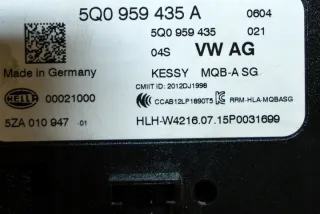 5Q0 959 435 A 0604
5Q0 959 435 021
04S VW AG
Made in Germany KESSY MQB-A SG
CMIIT ID: 2012DJ1998
HELLA 00021000 CCAB12LP1890T5 RRM-HLA-MQBASG
5ZA 010 947 -01 HLH-W4216.07.15P0031699